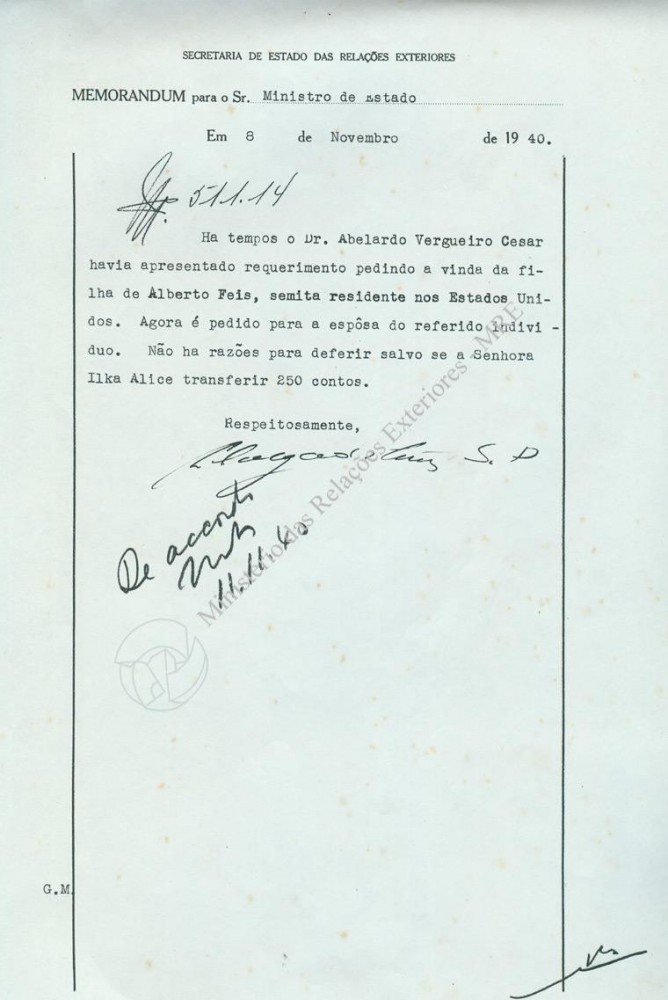 SECRETARIA DE ESTADO DAS RELAÇÕES EXTERIORES
MEMORANDUM para o Sr. Ministro de Estado
Em 8 de Novembro de 1940.
511.14
Ha tempos o Dr. Abelardo Vergueiro Cesar
havia apresentado requerimento pedindo a vinda da fi-
lha de Alberto Feis, semita residente nos Estados Uni-
dos. Agora é pedido para a espôsa do referido indivi -
duo. Não ha razões para deferir salvo se a Senhora
Ilka Alice transferir 250 contos.
Respeitosamente,
S. D
De accordo
11.11.40
Ministério das Relações Exteriores - MRE
G.M.